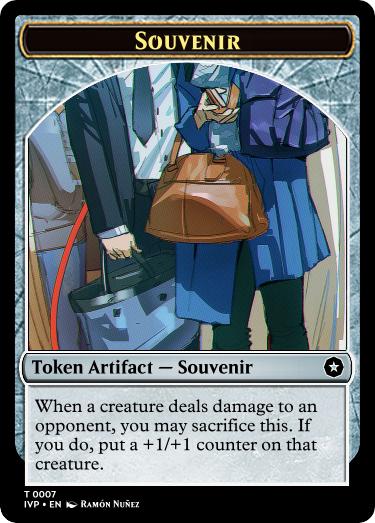 Souvenir
Token Artifact — Souvenir
When a creature deals damage to an
opponent, you may sacrifice this. If
you do, put a +1/+1 counter on that
creature.
T 0007
IVP • EN Ramón Nuñez